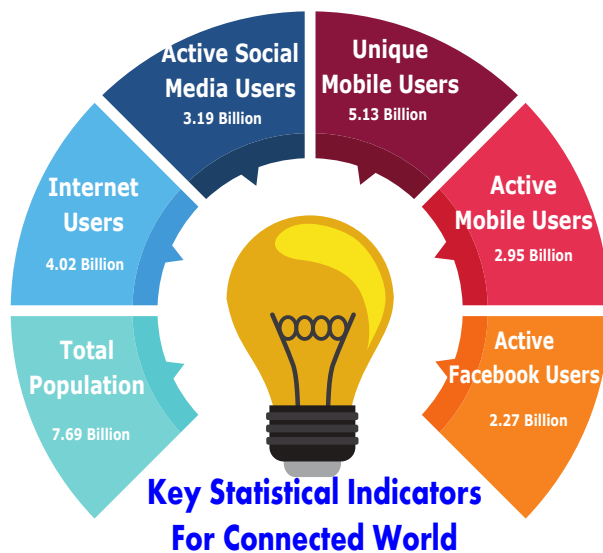 Total
Population
7.69 Billion
Internet
Users
4.02 Billion
Active Social
Media Users
3.19 Billion
Unique
Mobile Users
5.13 Billion
Active
Mobile Users
2.95 Billion
Active
Facebook Users
2.27 Billion
Key Statistical Indicators
For Connected World